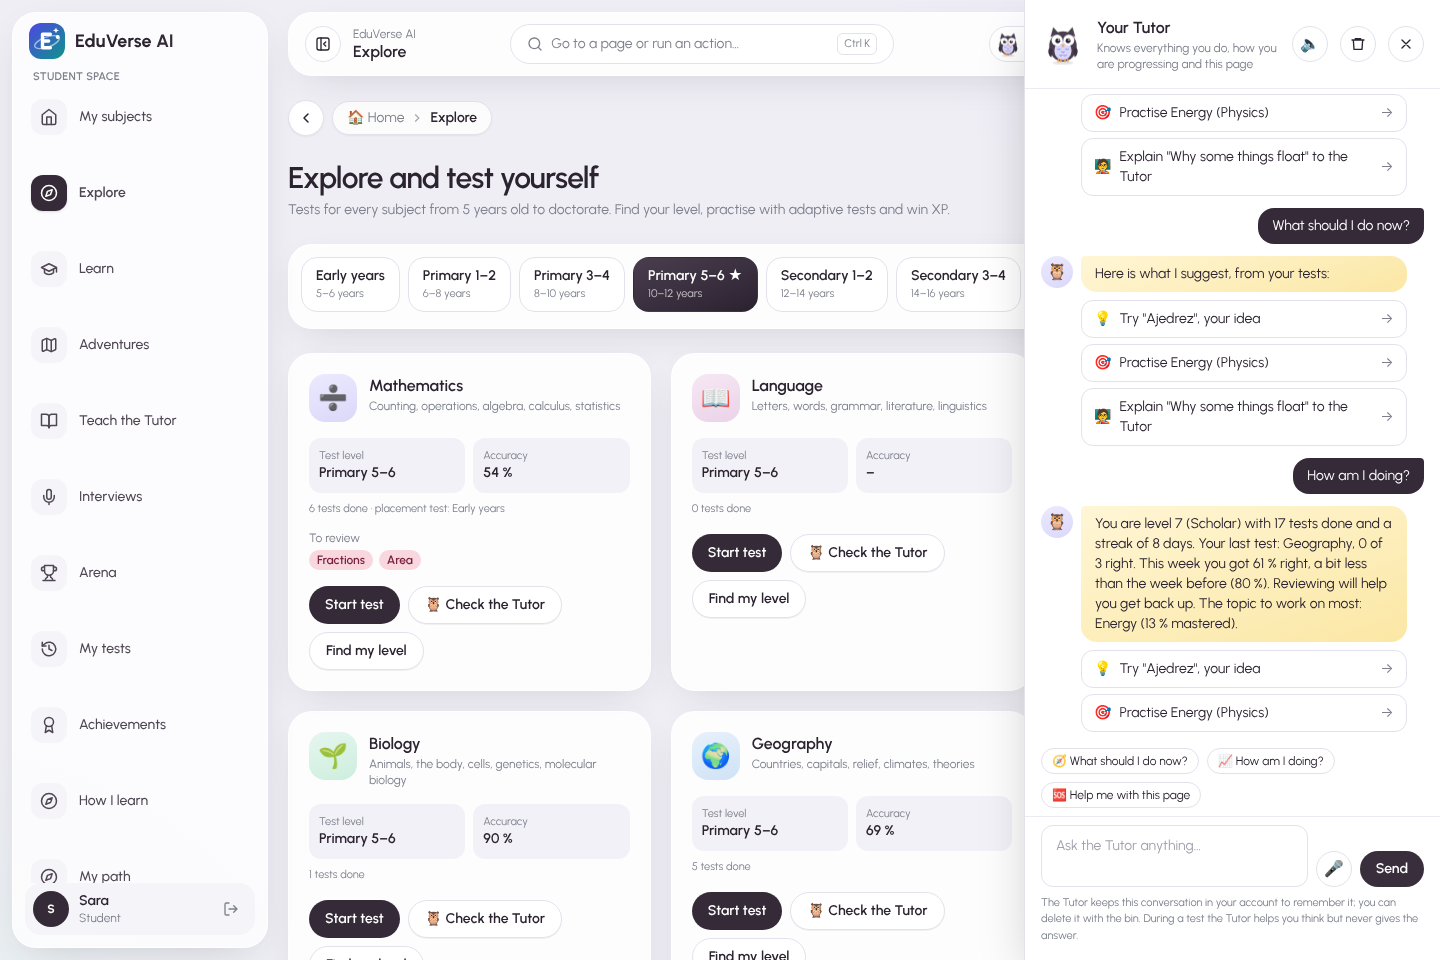 EduVerse AI
STUDENT SPACE
My subjects
Explore
Learn
Adventures
Teach the Tutor
Interviews
Arena
My tests
Achievements
How I learn
My path
S
Sara
Student
EduVerse AI
Explore
Go to a page or run an action...
Ctrl K
Home
Explore
Explore and test yourself
Tests for every subject from 5 years old to doctorate. Find your level, practise with adaptive tests and win XP.
Early years
5–6 years
Primary 1–2
6–8 years
Primary 3–4
8–10 years
Primary 5–6 ★
10–12 years
Secondary 1–2
12–14 years
Secondary 3–4
14–16 years
Mathematics
Counting, operations, algebra, calculus, statistics
Test level
Primary 5–6
Accuracy
54 %
6 tests done · placement test: Early years
To review
Fractions
Area
Start test
Check the Tutor
Find my level
Language
Letters, words, grammar, literature, linguistics
Test level
Primary 5–6
Accuracy
–
0 tests done
Start test
Check the Tutor
Find my level
Biology
Animals, the body, cells, genetics, molecular
biology
Test level
Primary 5–6
Accuracy
90 %
1 tests done
Start test
Check the Tutor
Geography
Countries, capitals, relief, climates, theories
Test level
Primary 5–6
Accuracy
69 %
5 tests done
Start test
Check the Tutor
Find my level
Your Tutor
Knows everything you do, how you
are progressing and this page
Practise Energy (Physics)
Explain "Why some things float" to the
Tutor
What should I do now?
Here is what I suggest, from your tests:
Try "Ajedrez", your idea
Practise Energy (Physics)
Explain "Why some things float" to the
Tutor
How am I doing?
You are level 7 (Scholar) with 17 tests done and a
streak of 8 days. Your last test: Geography, 0 of
3 right. This week you got 61 % right, a bit less
than the week before (80 %). Reviewing will help
you get back up. The topic to work on most:
Energy (13 % mastered).
Try "Ajedrez", your idea
Practise Energy (Physics)
What should I do now?
How am I doing?
Help me with this page
Ask the Tutor anything...
Send
The Tutor keeps this conversation in your account to remember it; you can
delete it with the bin. During a test the Tutor helps you think but never gives the
answer.